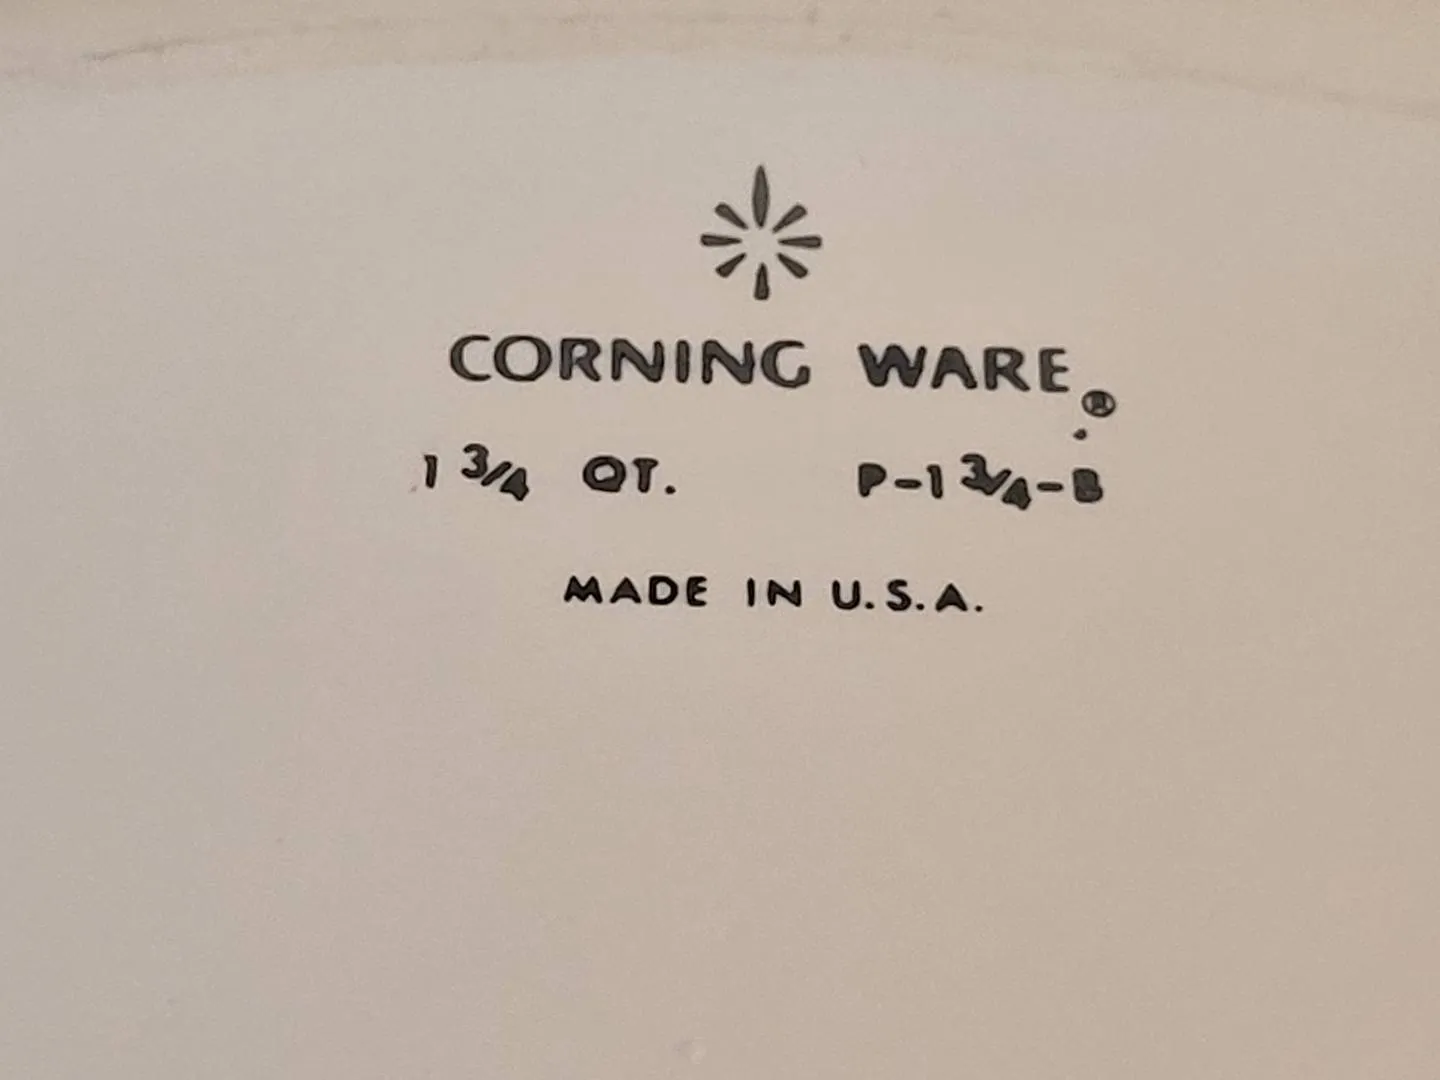 CORNING WARE®
1 3/4 QT. P-1 3/4-B
MADE IN U.S.A.